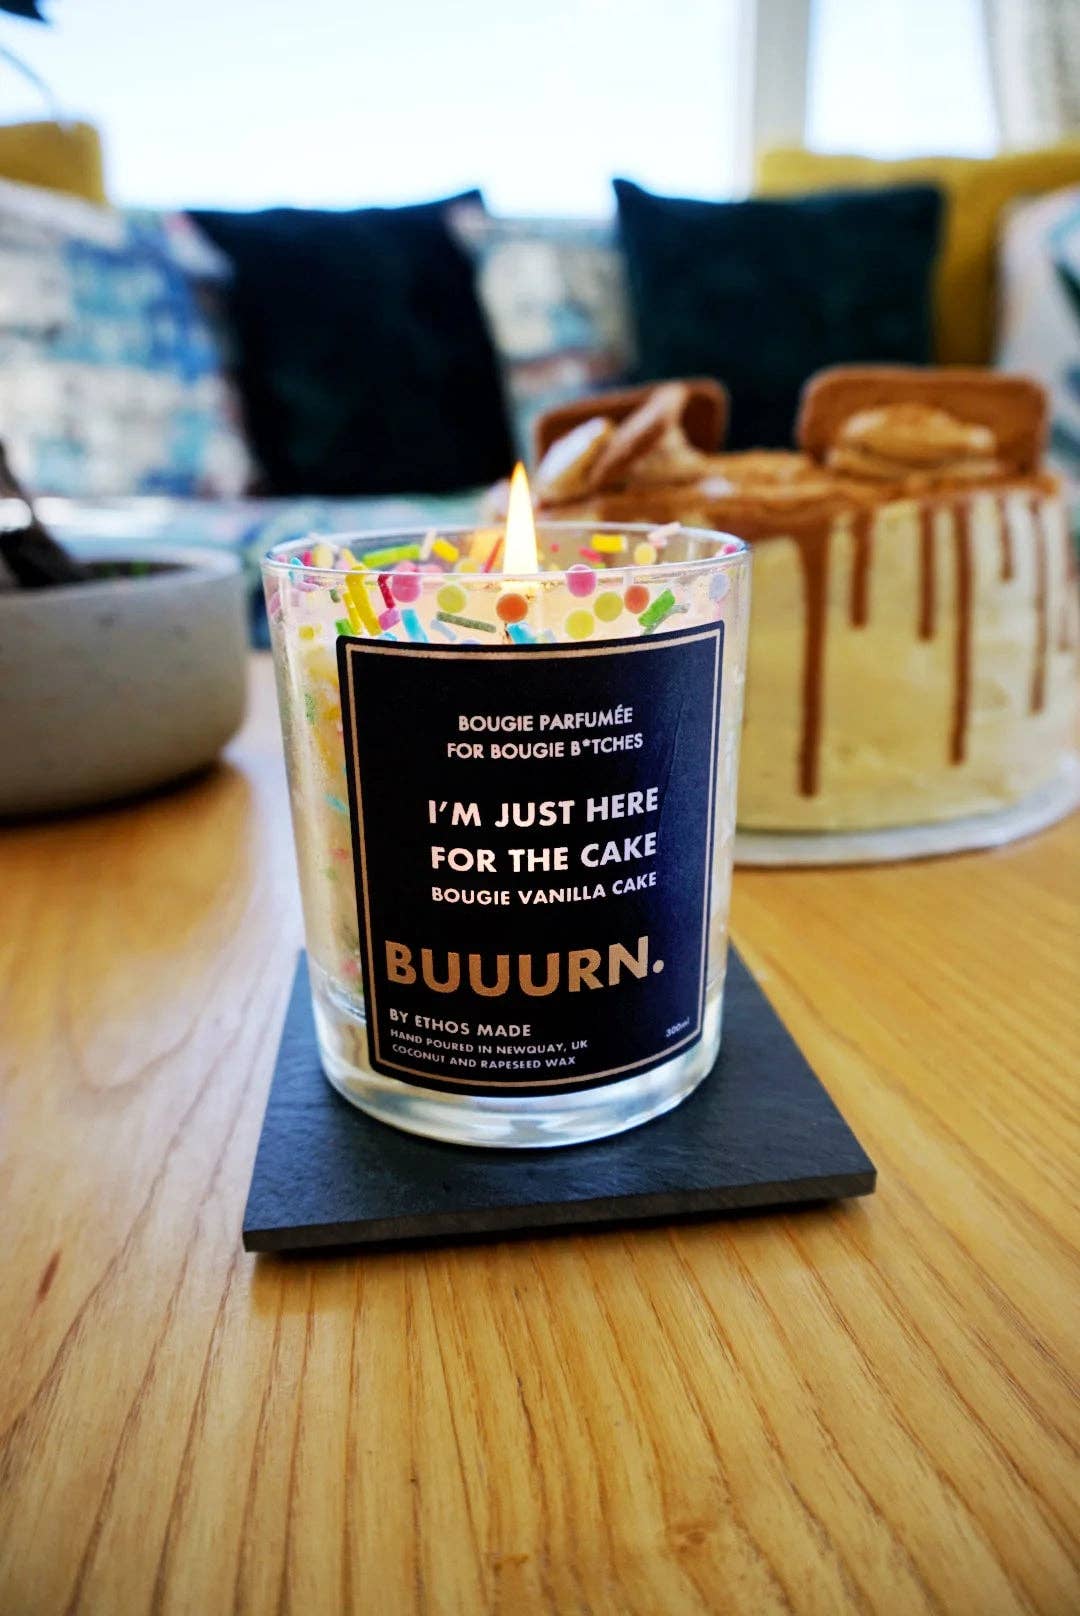 BOUGIE PARFUMÉE
FOR BOUGIE B*TCHES
I'M JUST HERE
FOR THE CAKE
BOUGIE VANILLA CAKE
BUUURN.
BY ETHOS MADE
HAND POURED IN NEWQUAY, UK
COCONUT AND RAPESEED WAX
300ml